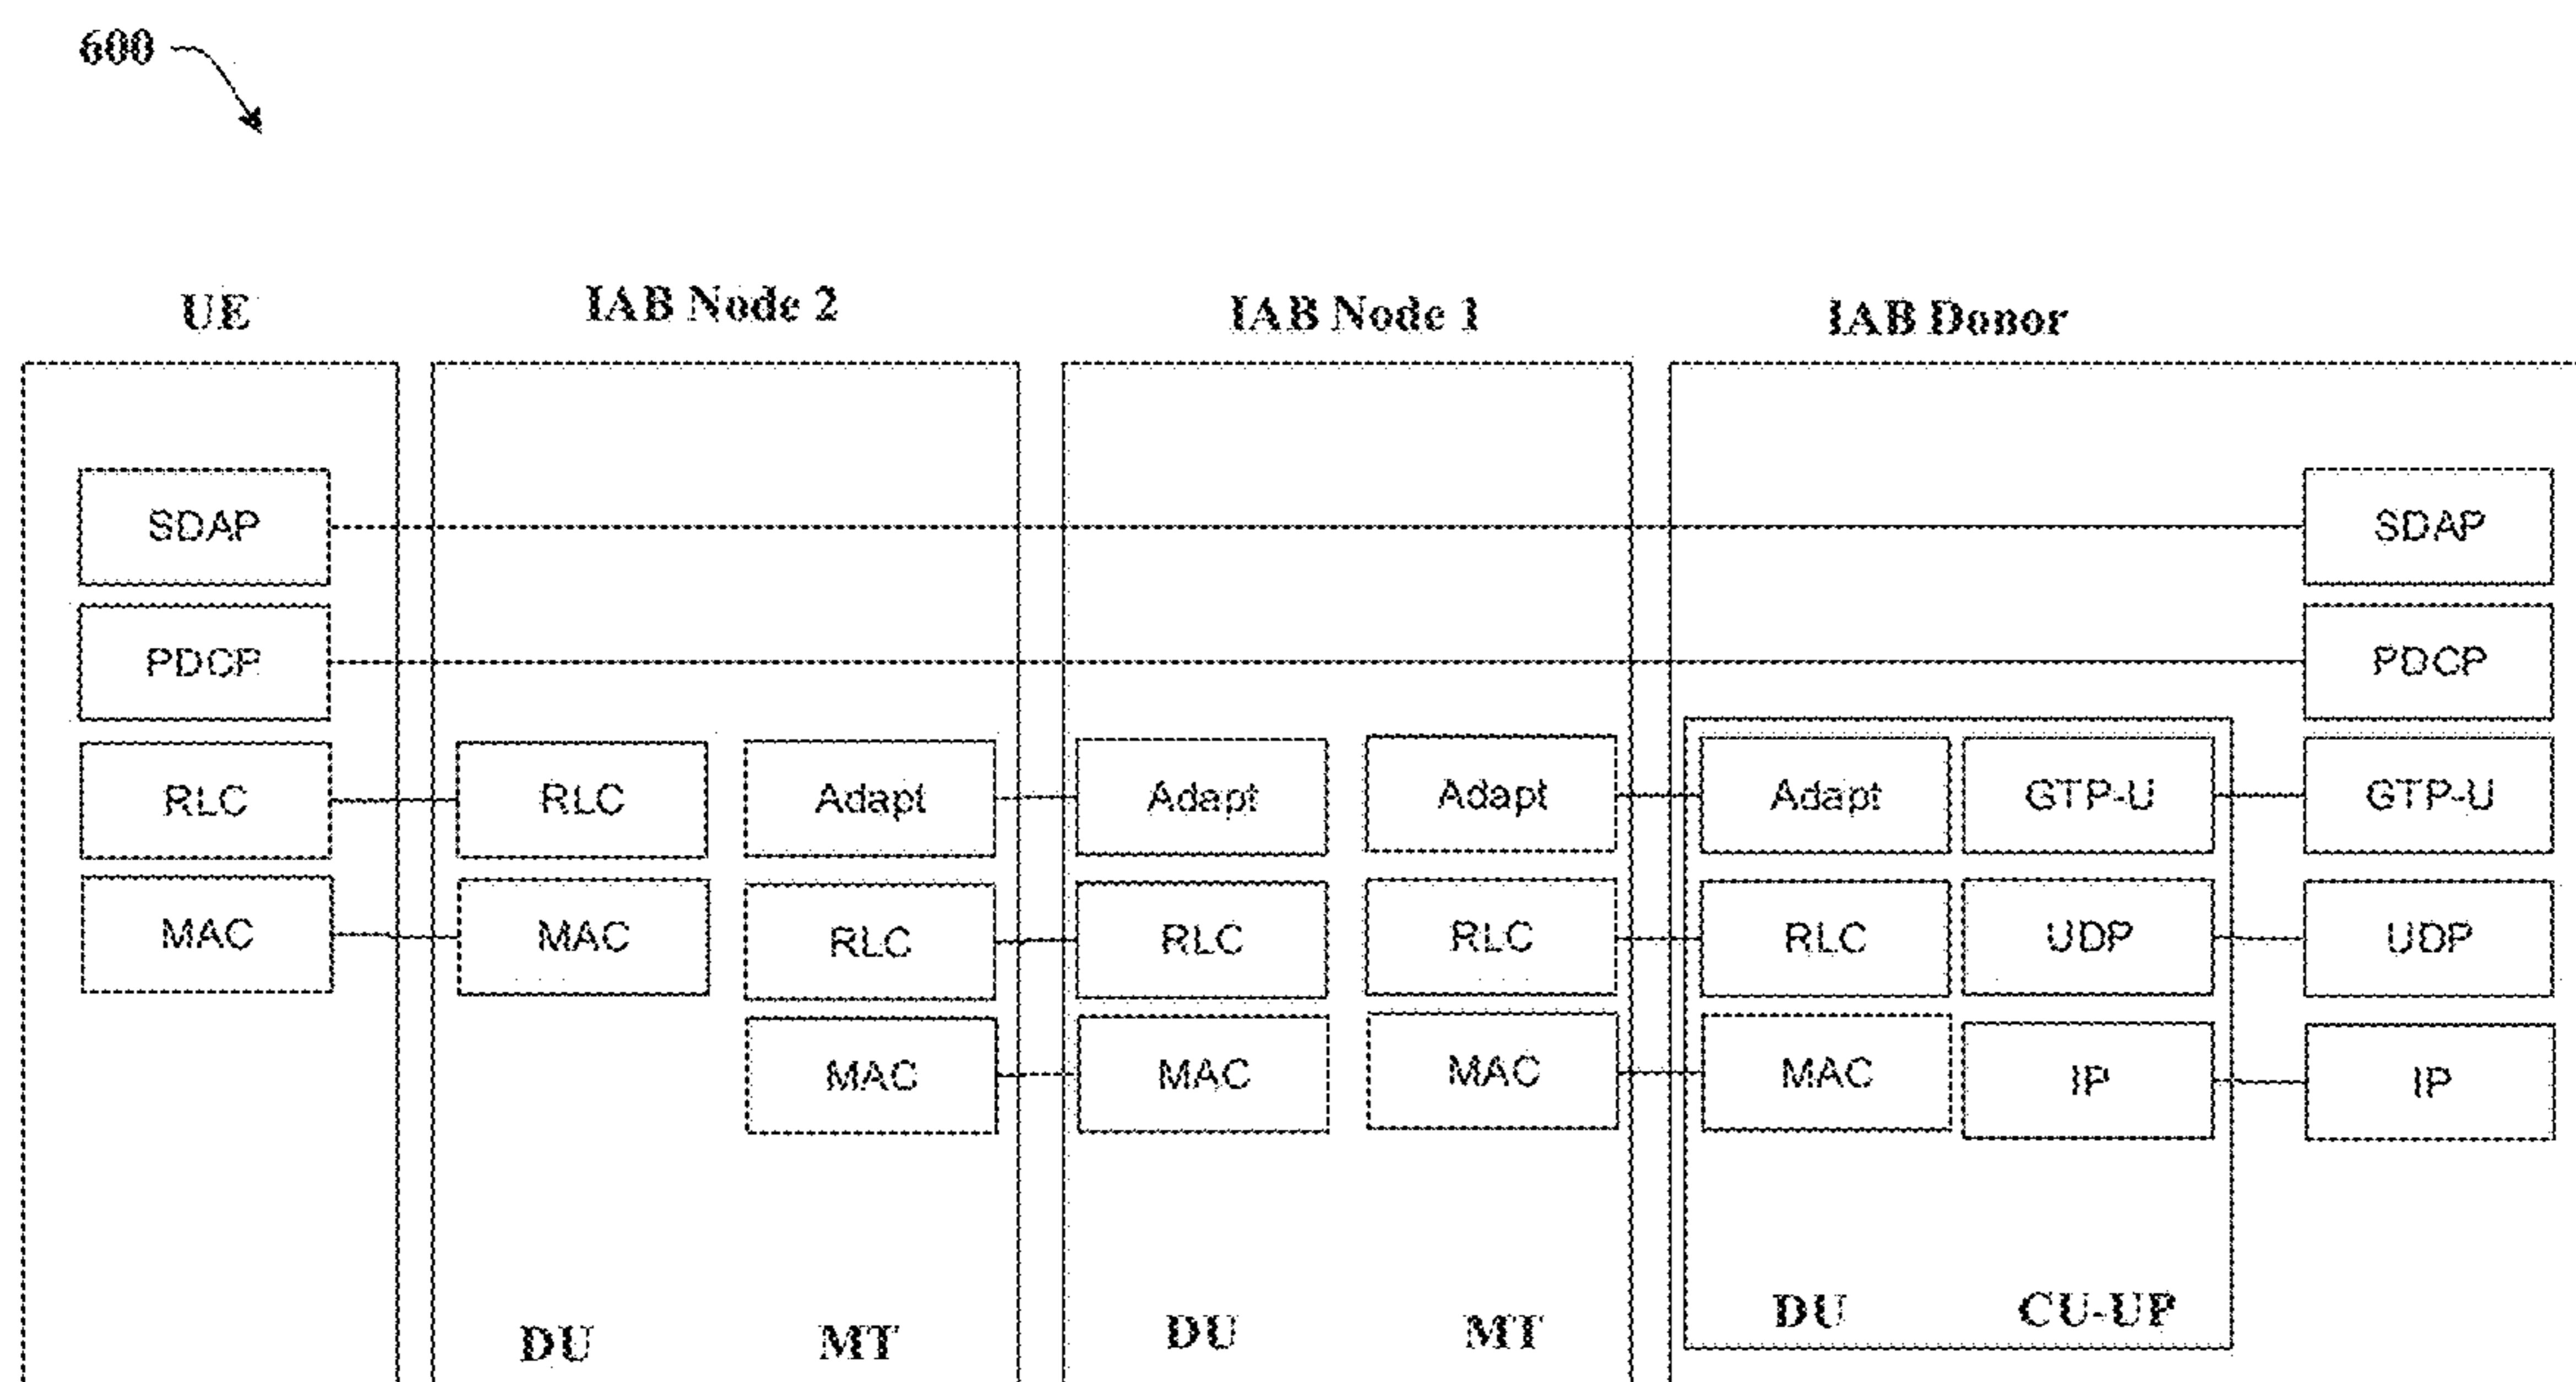 600
UE IAB Node 2 IAB Node 1 IAB Donor
SDAP SDAP
PDCP PDCP
RLC RLC Adapt Adapt Adapt Adapt GTP-U GTP-U
MAC MAC RLC RLC RLC RLC UDP UDP
MAC MAC MAC MAC IP IP
DU MT DU MT DU CU-UP